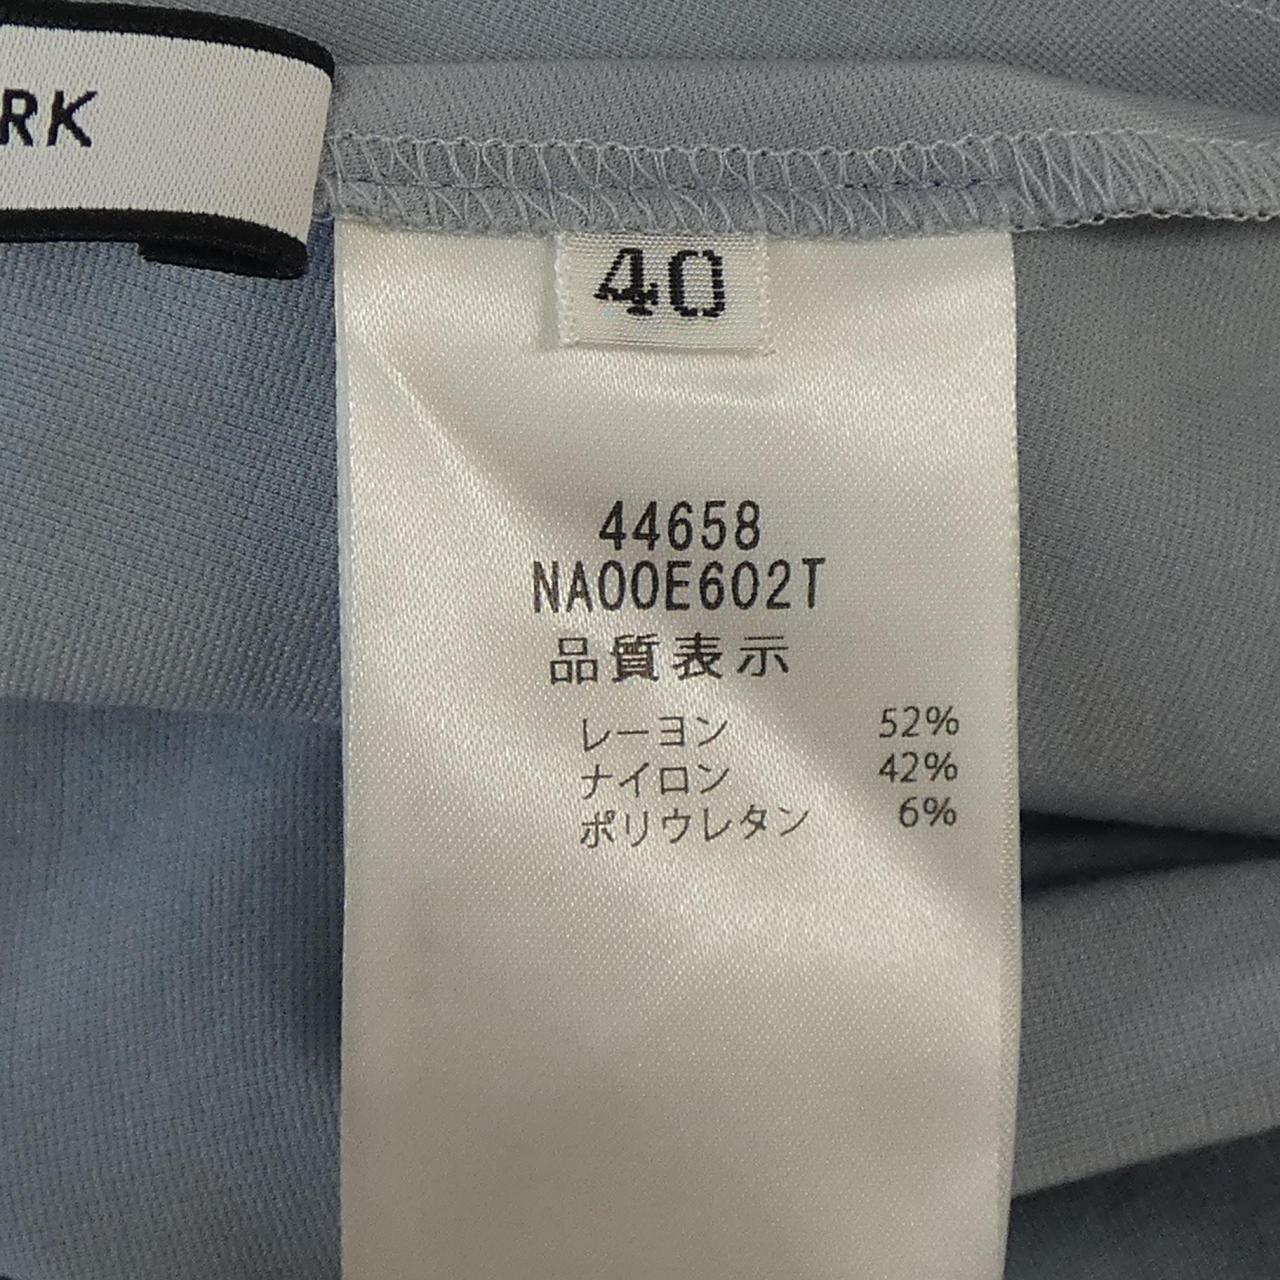 RK
40
44658
NA00E602T
品質表示
レーヨン 52%
ナイロン 42%
ポリウレタン 6%